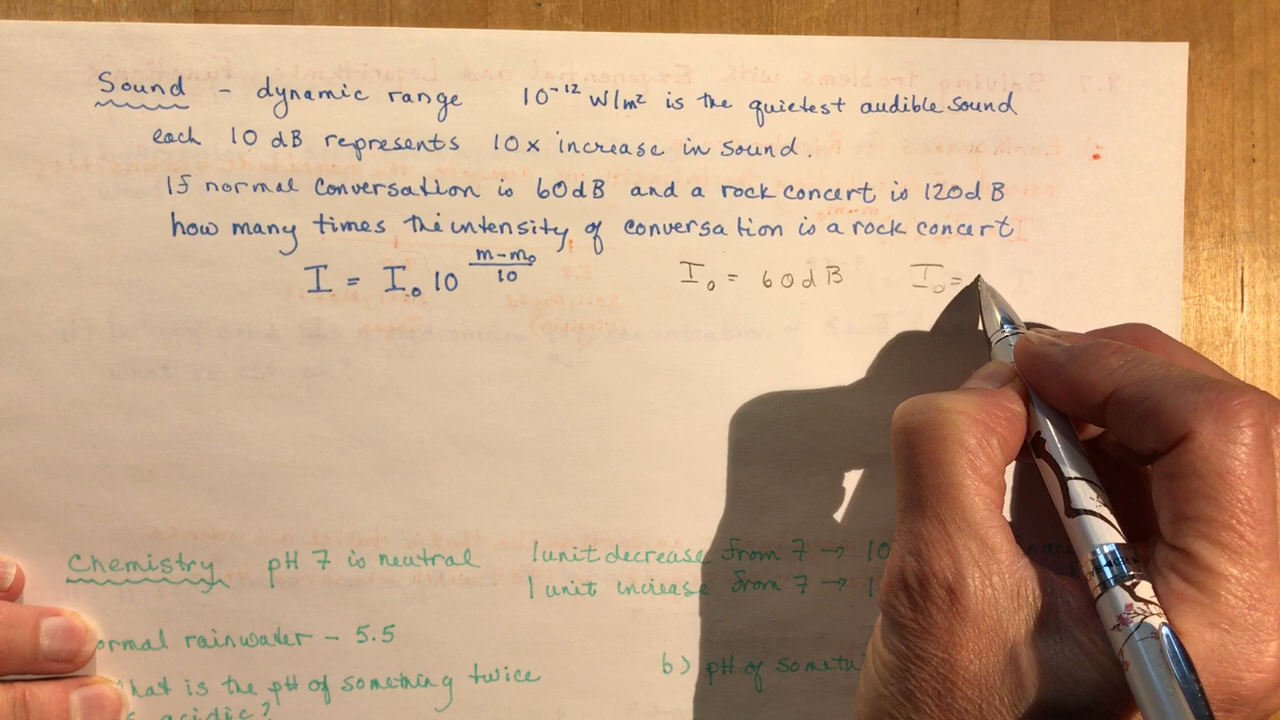 Sound - dynamic range 10⁻¹² W/m² is the quietest audible sound
each 10 dB represents 10x increase in sound.
If normal conversation is 60dB and a rock concert is 120dB
how many times the intensity of conversation is a rock concert
I = I₀ 10^((m-m₀)/10) I₀ = 60dB I₀ =
Chemistry pH 7 is neutral 1 unit decrease from 7 → 10
1 unit increase from 7 → 1
ormal rainwater - 5.5
hat is the pH of something twice b) pH of someth
acidic?